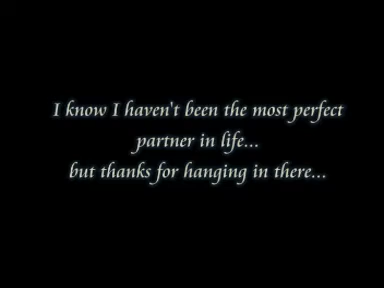 I know I haven't been the most perfect
partner in life...
but thanks for hanging in there...